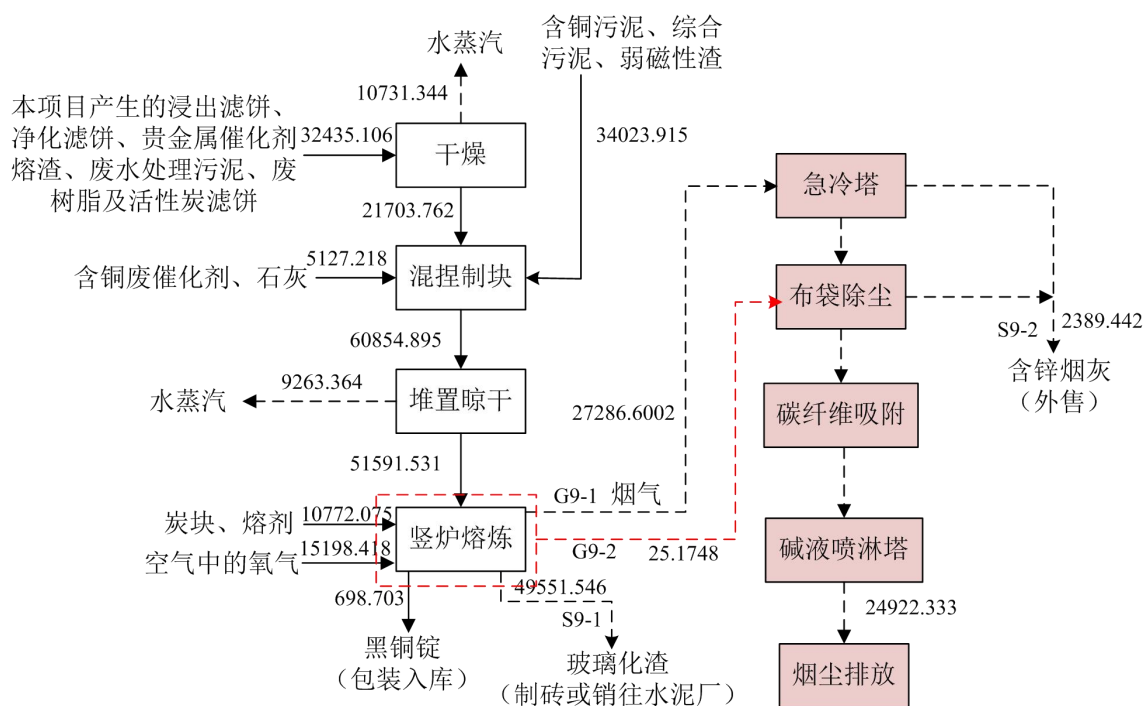 水蒸汽
10731.344
含铜污泥、综合
污泥、弱磁性渣
34023.915
本项目产生的浸出滤饼、
净化滤饼、贵金属催化剂
熔渣、废水处理污泥、废
树脂及活性炭滤饼
32435.106
干燥
21703.762
含铜废催化剂、石灰
5127.218
混捏制块
60854.895
水蒸汽
9263.364
堆置晾干
51591.531
炭块、熔剂
10772.075
空气中的氧气
15198.418
竖炉熔炼
698.703
黑铜锭
（包装入库）
49551.546
S9-1
玻璃化渣
（制砖或销往水泥厂）
G9-1 烟气
27286.6002
G9-2
25.1748
急冷塔
布袋除尘
S9-2
2389.442
含锌烟灰
（外售）
碳纤维吸附
碱液喷淋塔
24922.333
烟尘排放